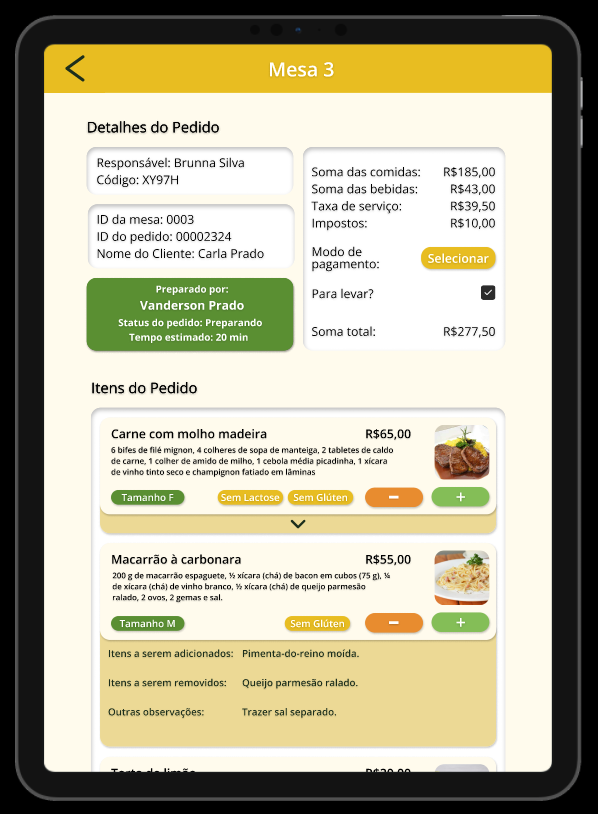 Mesa 3
Detalhes do Pedido
Responsável: Brunna Silva
Código: XY97H
ID da mesa: 0003
ID do pedido: 00002324
Nome do Cliente: Carla Prado
Preparado por:
Vanderson Prado
Status do pedido: Preparando
Tempo estimado: 20 min
Soma das comidas: R$185,00
Soma das bebidas: R$43,00
Taxa de serviço: R$39,50
Impostos: R$10,00
Modo de
pagamento: Selecionar
Para levar?
Soma total: R$277,50
Itens do Pedido
Carne com molho madeira R$65,00
6 bifes de filé mignon, 4 colheres de sopa de manteiga, 2 tabletes de caldo
de carne, 1 colher de amido de milho, 1 cebola média picadinha, 1 xícara
de vinho tinto seco e champignon fatiado em lâminas
Tamanho F Sem Lactose Sem Glúten − +
Macarrão à carbonara R$55,00
200 g de macarrão espaguete, ½ xícara (chá) de bacon em cubos (75 g), ¼
de xícara (chá) de vinho branco, ½ xícara (chá) de queijo parmesão
ralado, 2 ovos, 2 gemas e sal.
Tamanho M Sem Glúten − +
Itens a serem adicionados: Pimenta-do-reino moída.
Itens a serem removidos: Queijo parmesão ralado.
Outras observações: Trazer sal separado.